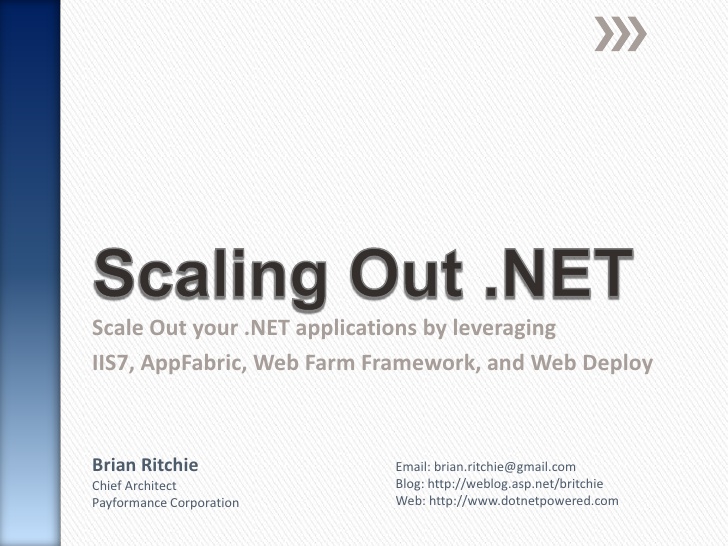 Scaling Out .NET
Scale Out your .NET applications by leveraging
IIS7, AppFabric, Web Farm Framework, and Web Deploy
Brian Ritchie
Chief Architect
Payformance Corporation
Email: brian.ritchie@gmail.com
Blog: http://weblog.asp.net/britchie
Web: http://www.dotnetpowered.com